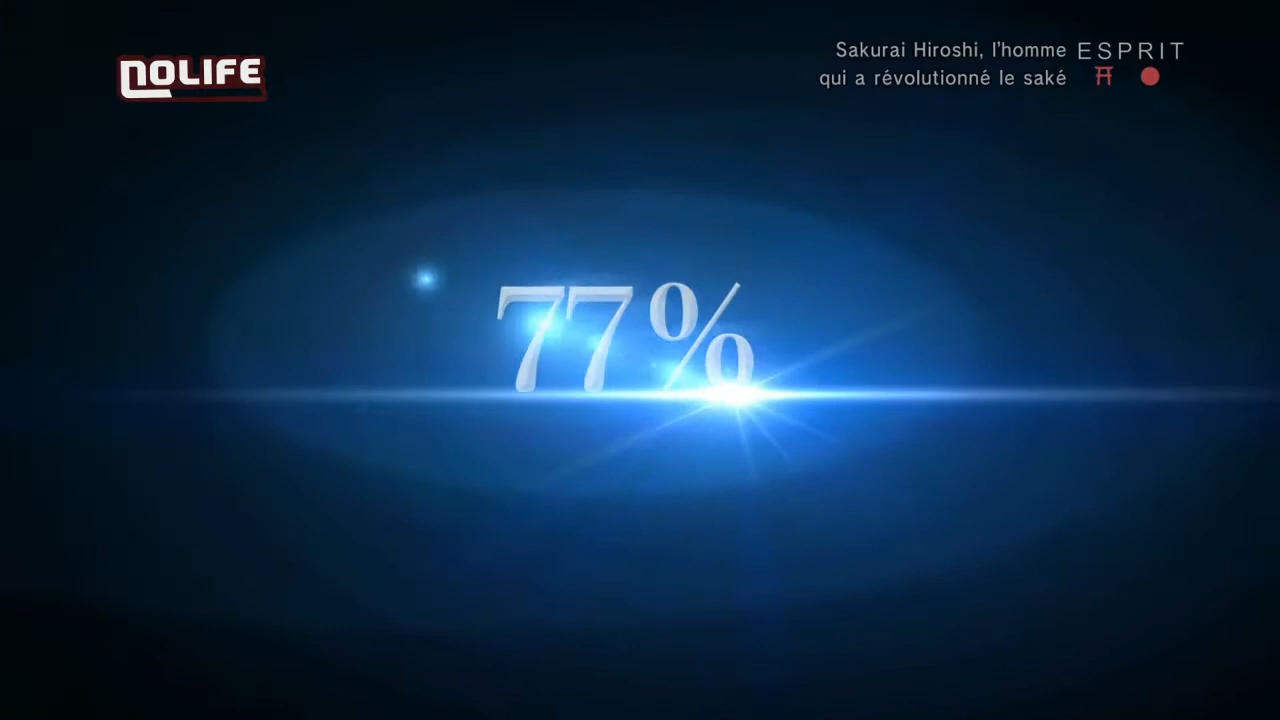 NOLIFE
Sakurai Hiroshi, l'homme
qui a révolutionné le saké
ESPRIT
77%